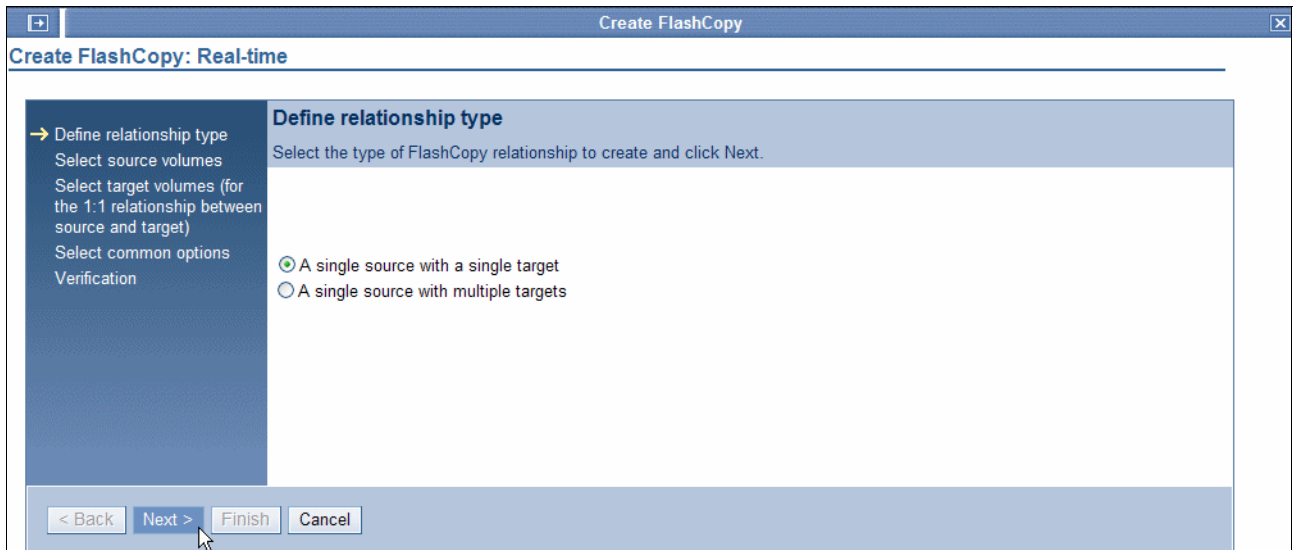 Create FlashCopy
Create FlashCopy: Real-time
Define relationship type
Select source volumes
Select target volumes (for
the 1:1 relationship between
source and target)
Select common options
Verification
Define relationship type
Select the type of FlashCopy relationship to create and click Next.
A single source with a single target
A single source with multiple targets
< Back Next > Finish Cancel